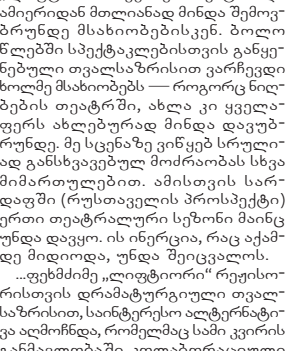 ამიერიდან მთლიანად მინდა შემოვ-
ბრუნდე მსახიობებისკენ. ბოლო
წლებში სპექტაკლებისთვის განყე-
ნებული თვალსაზრისით ვარჩევდი
ხოლმე მსახიობებს — როგორც ნიღ-
ბების თეატრში, ახლა კი ყველა-
ფერს ახლებურად მინდა დავუბ-
რუნდე. მე სცენაზე ვიწყებ სრული-
ად განსხვავებულ მოძრაობას სხვა
მიმართულებით. ამისთვის სარ-
დაფში (რუსთაველის პროსპექტი)
ერთი თეატრალური სეზონი მაინც
უნდა დავყო. ის ინერცია, რაც აქამ-
დე მიდიოდა, უნდა შეიცვალოს.
...ფეხმძიმე „ლიფტიორი“ რეჟისო-
რისთვის დრამატურგიული თვალ-
საზრისით, საინტერესო ალტერნატი-
ვა აღმოჩნდა, რომელმაც სამი კვირის